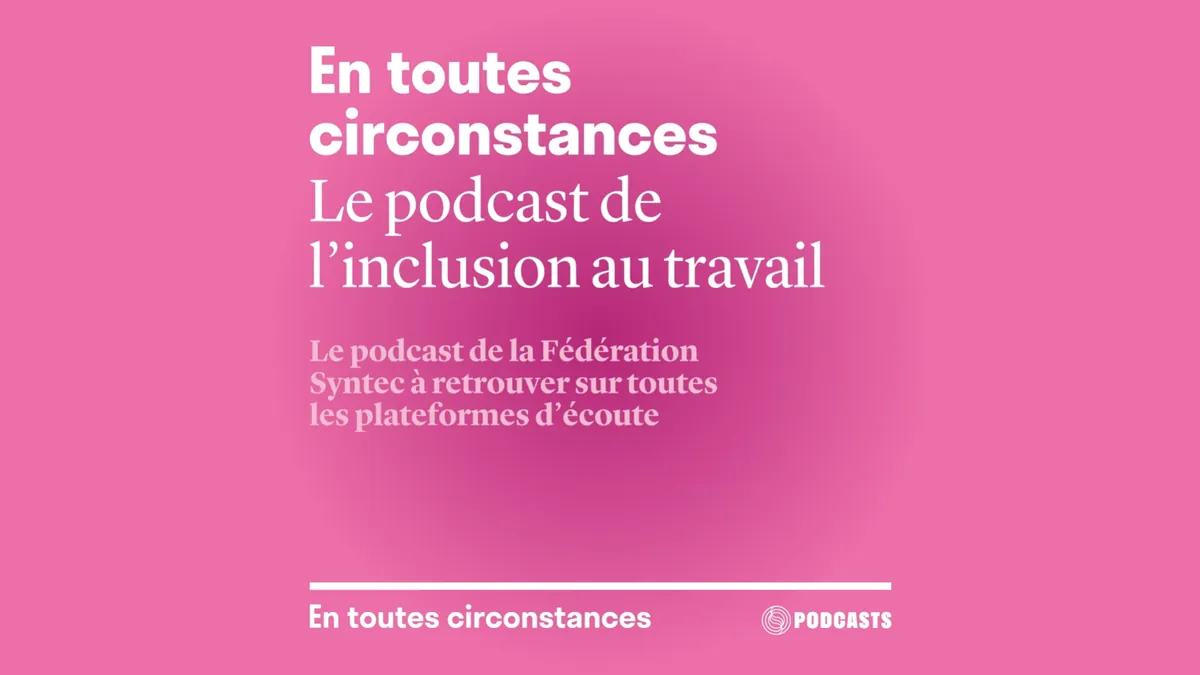 En toutes
circonstances
Le podcast de
l’inclusion au travail
Le podcast de la Fédération
Syntec à retrouver sur toutes
les plateformes d’écoute
En toutes circonstances
PODCASTS